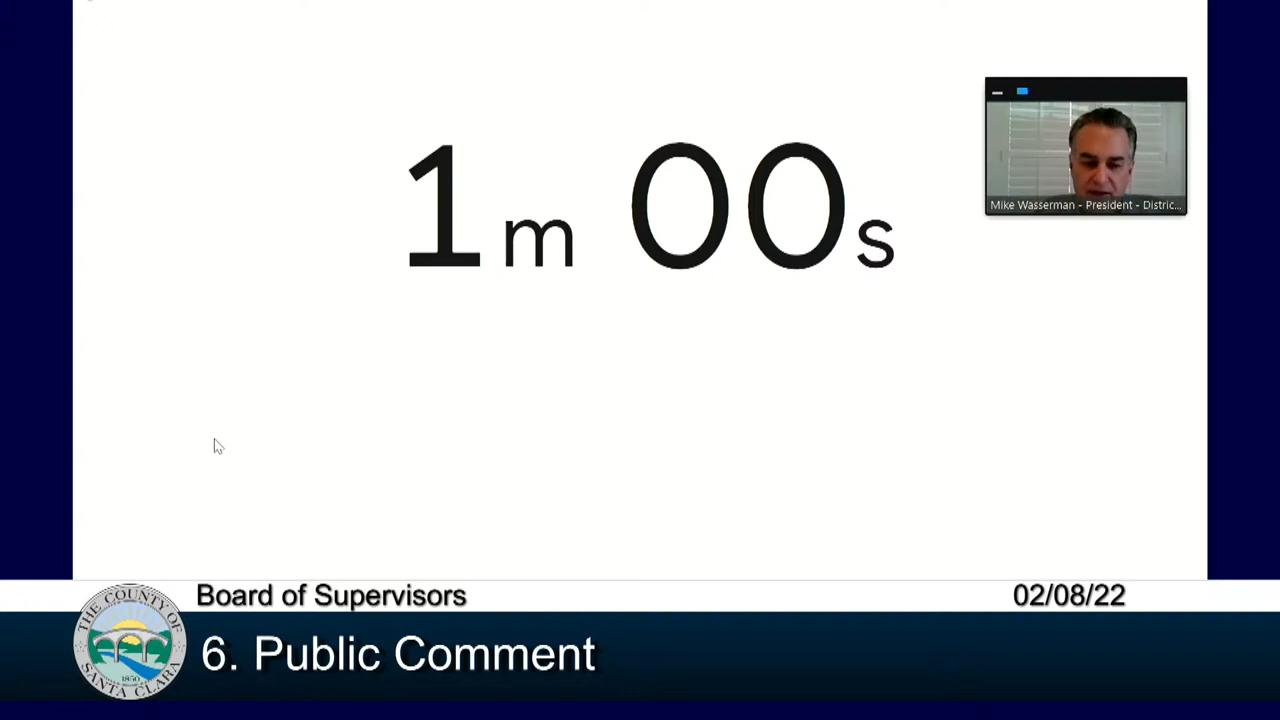 1m 00s
Mike Wasserman - President - Distric...
Board of Supervisors
02/08/22
THE COUNTY OF
SANTA CLARA
1850
6. Public Comment